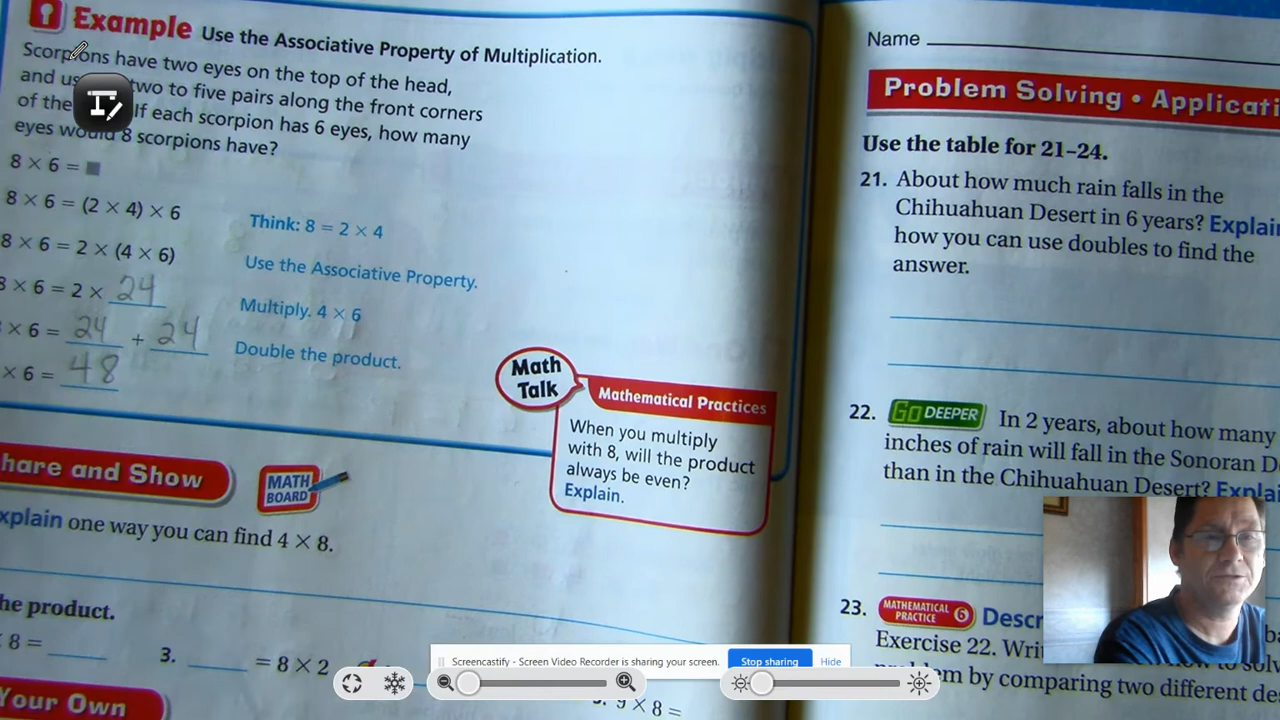 Example Use the Associative Property of Multiplication.
Scorpions have two eyes on the top of the head,
and two to five pairs along the front corners
of the If each scorpion has 6 eyes, how many
eyes would 8 scorpions have?
8 × 6 = ■
8 × 6 = (2 × 4) × 6
Think: 8 = 2 × 4
8 × 6 = 2 × (4 × 6)
Use the Associative Property.
8 × 6 = 2 × 24
Multiply. 4 × 6
× 6 = 24 + 24
Double the product.
× 6 = 48
Math
Talk
Mathematical Practices
When you multiply
with 8, will the product
always be even?
Explain.
hare and Show
MATH
BOARD
xplain one way you can find 4 × 8.
he product.
8 = ____
3. ____ = 8 × 2
Your Own
9 × 8 =
Name
Problem Solving • Applicati
Use the table for 21–24.
21. About how much rain falls in the
Chihuahuan Desert in 6 years? Explain
how you can use doubles to find the
answer.
22. Go DEEPER In 2 years, about how many
inches of rain will fall in the Sonoran D
than in the Chihuahuan Desert? Expla
23. MATHEMATICAL PRACTICE 6 Descr
Exercise 22. Wri
m by comparing two different de
Screencastify - Screen Video Recorder is sharing your screen.
Stop sharing
Hide